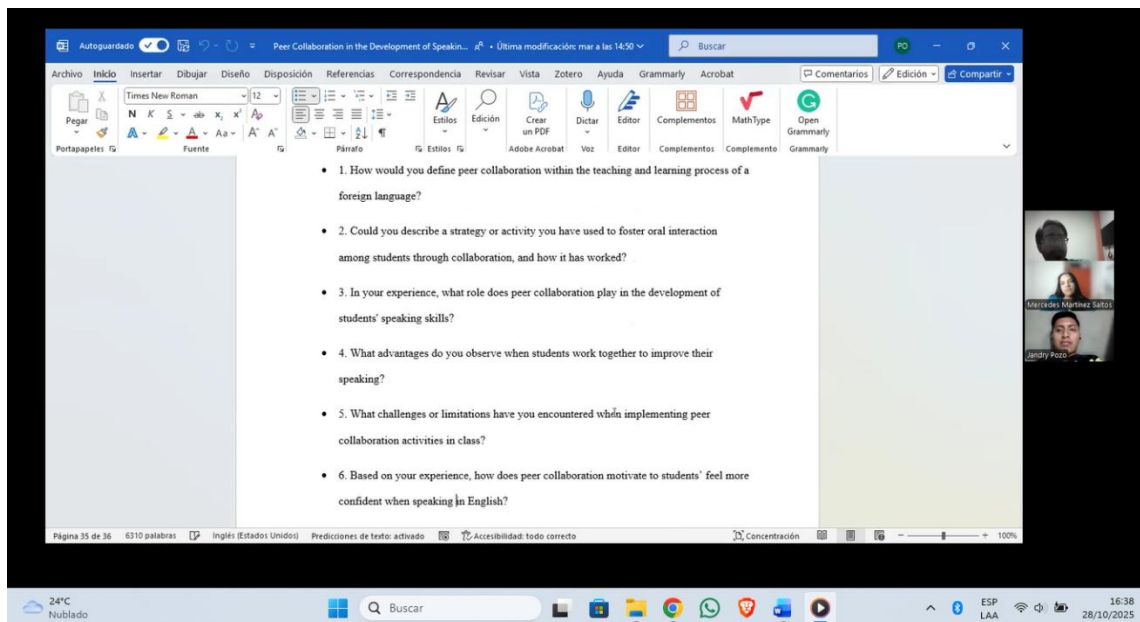 Autoguardado
Peer Collaboration in the Development of Speakin... • Última modificación: mar a las 14:50
Buscar
PO
Archivo Inicio Insertar Dibujar Diseño Disposición Referencias Correspondencia Revisar Vista Zotero Ayuda Grammarly Acrobat
Comentarios Edición Compartir
Times New Roman 12
N K S ab x, x² A
A A Aa A^ A˅
Pegar
Estilos
Edición
Crear un PDF
Dictar
Editor
Complementos
MathType
Open Grammarly
Portapapeles Fuente Párrafo Estilos Adobe Acrobat Voz Editor Complementos Complemento Grammarly
• 1. How would you define peer collaboration within the teaching and learning process of a
foreign language?
• 2. Could you describe a strategy or activity you have used to foster oral interaction
among students through collaboration, and how it has worked?
• 3. In your experience, what role does peer collaboration play in the development of
students' speaking skills?
• 4. What advantages do you observe when students work together to improve their
speaking?
• 5. What challenges or limitations have you encountered when implementing peer
collaboration activities in class?
• 6. Based on your experience, how does peer collaboration motivate to students' feel more
confident when speaking in English?
Mercedes Martinez Saltos
Jandry Pozo
Página 35 de 36 6310 palabras Inglés (Estados Unidos) Predicciones de texto: activado Accesibilidad: todo correcto Concentración 100%
24°C
Nublado
Buscar
ESP
LAA
16:38
28/10/2025